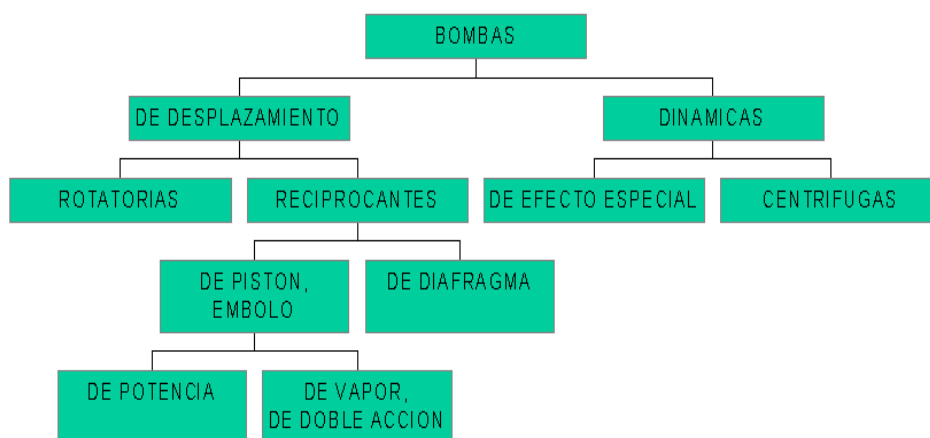 BOMBAS
DE DESPLAZAMIENTO
DINAMICAS
ROTATORIAS
RECIPROCANTES
DE EFECTO ESPECIAL
CENTRIFUGAS
DE PISTON,
EMBOLO
DE DIAFRAGMA
DE POTENCIA
DE VAPOR,
DE DOBLE ACCION